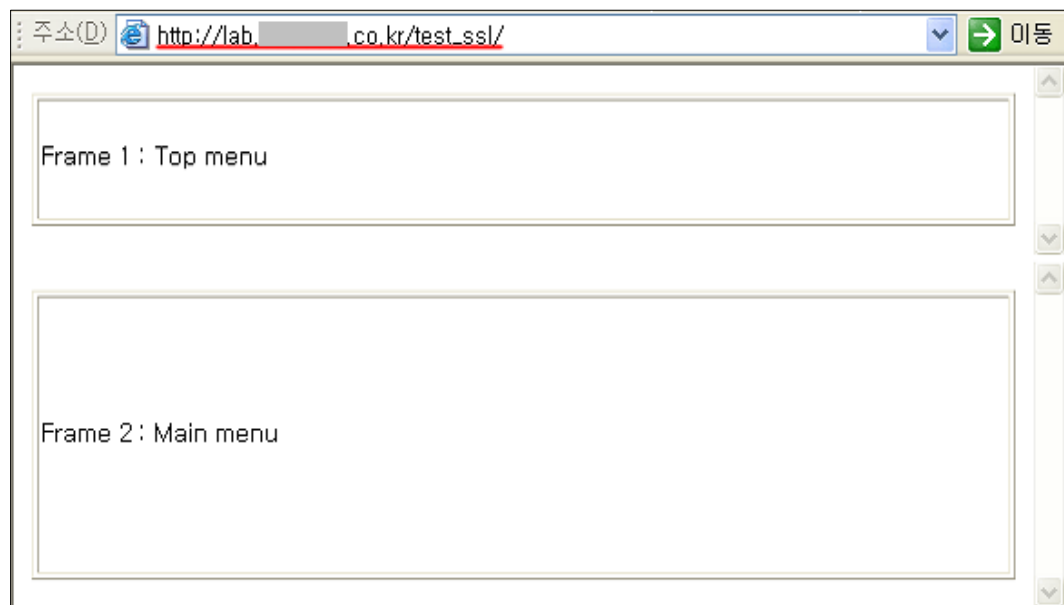 주소(D) http://lab. .co.kr/test_ssl/ 이동
Frame 1 : Top menu
Frame 2 : Main menu